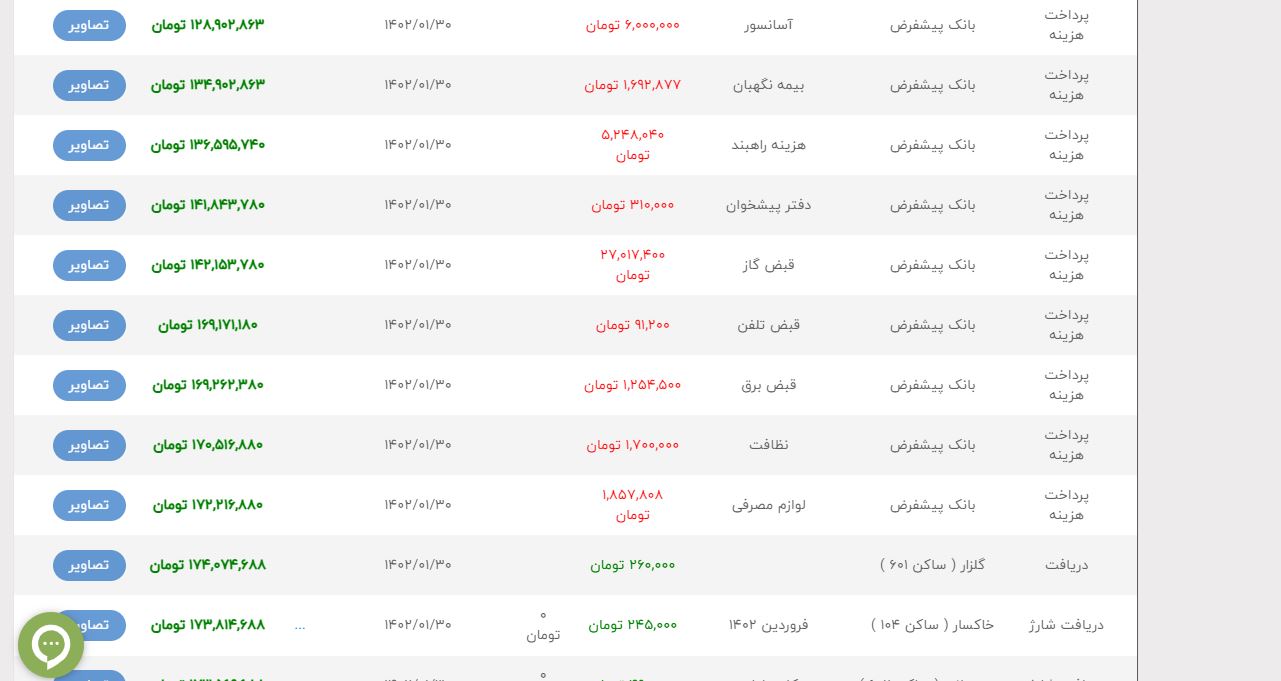 پرداخت هزینه بانک پیشفرض آسانسور ۶,۰۰۰,۰۰۰ تومان ۱۴۰۲/۰۱/۳۰ ۱۲۸,۹۰۲,۸۶۳ تومان تصاویر
پرداخت هزینه بانک پیشفرض بیمه نگهبان ۱,۶۹۲,۸۷۷ تومان ۱۴۰۲/۰۱/۳۰ ۱۳۴,۹۰۲,۸۶۳ تومان تصاویر
پرداخت هزینه بانک پیشفرض هزینه راهبند ۵,۲۴۸,۰۴۰ تومان ۱۴۰۲/۰۱/۳۰ ۱۳۶,۵۹۵,۷۴۰ تومان تصاویر
پرداخت هزینه بانک پیشفرض دفتر پیشخوان ۳۱۰,۰۰۰ تومان ۱۴۰۲/۰۱/۳۰ ۱۴۱,۸۴۳,۷۸۰ تومان تصاویر
پرداخت هزینه بانک پیشفرض قبض گاز ۲۷,۰۱۷,۴۰۰ تومان ۱۴۰۲/۰۱/۳۰ ۱۴۲,۱۵۳,۷۸۰ تومان تصاویر
پرداخت هزینه بانک پیشفرض قبض تلفن ۹۱,۲۰۰ تومان ۱۴۰۲/۰۱/۳۰ ۱۶۹,۱۷۱,۱۸۰ تومان تصاویر
پرداخت هزینه بانک پیشفرض قبض برق ۱,۲۵۴,۵۰۰ تومان ۱۴۰۲/۰۱/۳۰ ۱۶۹,۲۶۲,۳۸۰ تومان تصاویر
پرداخت هزینه بانک پیشفرض نظافت ۱,۷۰۰,۰۰۰ تومان ۱۴۰۲/۰۱/۳۰ ۱۷۰,۵۱۶,۸۸۰ تومان تصاویر
پرداخت هزینه بانک پیشفرض لوازم مصرفی ۱,۸۵۷,۸۰۸ تومان ۱۴۰۲/۰۱/۳۰ ۱۷۲,۲۱۶,۸۸۰ تومان تصاویر
دریافت گلزار ( ساکن ۶۰۱ ) ۲۶۰,۰۰۰ تومان ۱۴۰۲/۰۱/۳۰ ۱۷۴,۰۷۴,۶۸۸ تومان تصاویر
دریافت شارژ خاکسار ( ساکن ۱۰۴ ) فروردین ۱۴۰۲ ۲۴۵,۰۰۰ تومان ۰ تومان ۱۴۰۲/۰۱/۳۰ ... ۱۷۳,۸۱۴,۶۸۸ تومان تصاویر